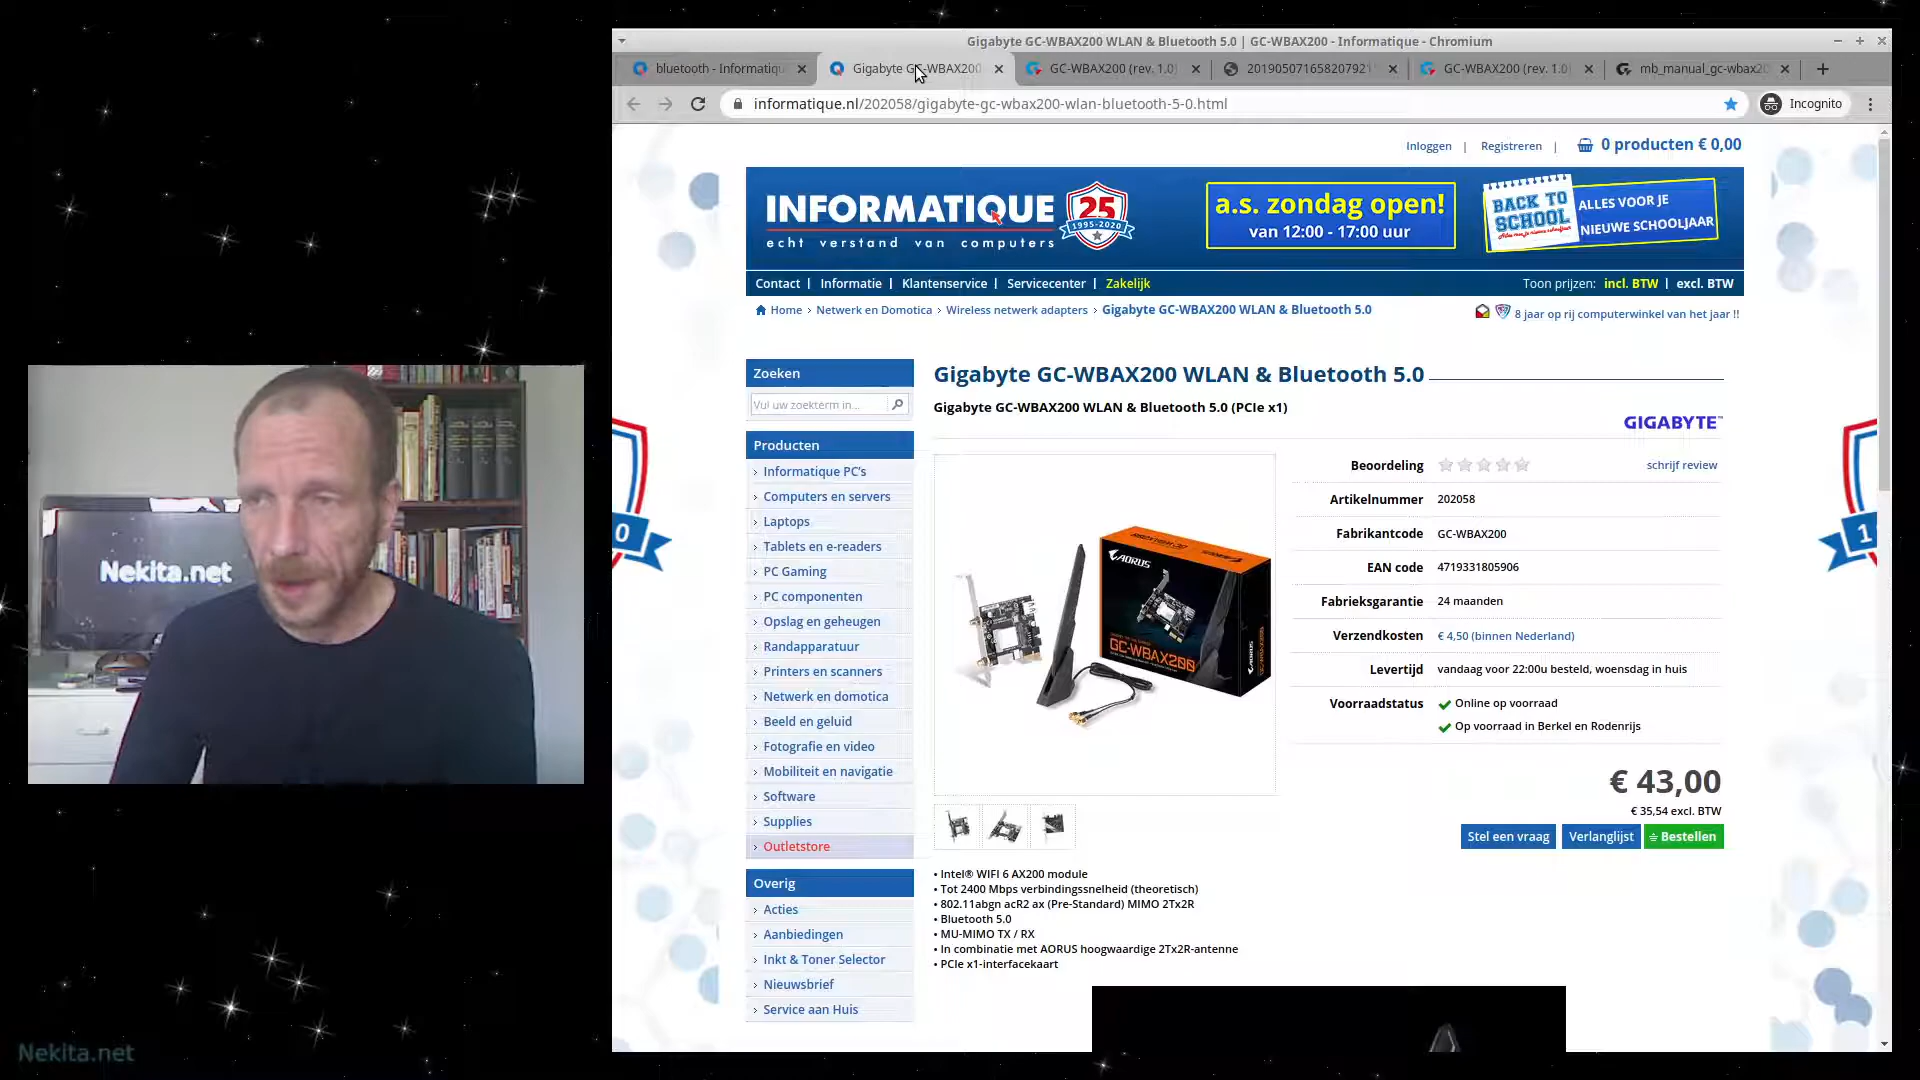 Gigabyte GC-WBAX200 WLAN & Bluetooth 5.0 | GC-WBAX200 - Informatique - Chromium
bluetooth - Informatiqu
Gigabyte GC-WBAX200
GC-WBAX200 (rev. 1.0)
2019050716582079
GC-WBAX200 (rev. 1.0)
mb_manual_gc-wbax20
informatique.nl/202058/gigabyte-gc-wbax200-wlan-bluetooth-5-0.html
Incognito
Inloggen | Registreren | 0 producten € 0,00
INFORMATIQUE
echt verstand van computers
25
1995-2020
a.s. zondag open!
van 12:00 - 17:00 uur
BACK TO SCHOOL
ALLES VOOR JE
NIEUWE SCHOOLJAAR
Contact | Informatie | Klantenservice | Servicecenter | Zakelijk
Toon prijzen: incl. BTW | excl. BTW
Home › Netwerk en Domotica › Wireless netwerk adapters › Gigabyte GC-WBAX200 WLAN & Bluetooth 5.0
8 jaar op rij computerwinkel van het jaar !!
Zoeken
Vul uw zoekterm in...
Producten
› Informatique PC's
› Computers en servers
› Laptops
› Tablets en e-readers
› PC Gaming
› PC componenten
› Opslag en geheugen
› Randapparatuur
› Printers en scanners
› Netwerk en domotica
› Beeld en geluid
› Fotografie en video
› Mobiliteit en navigatie
› Software
› Supplies
› Outletstore
Overig
› Acties
› Aanbiedingen
› Inkt & Toner Selector
› Nieuwsbrief
› Service aan Huis
Gigabyte GC-WBAX200 WLAN & Bluetooth 5.0
Gigabyte GC-WBAX200 WLAN & Bluetooth 5.0 (PCIe x1)
GIGABYTE™
AORUS
GC-WBAX200
AORUS
Beoordeling
schrijf review
Artikelnummer 202058
Fabrikantcode GC-WBAX200
EAN code 4719331805906
Fabrieksgarantie 24 maanden
Verzendkosten € 4,50 (binnen Nederland)
Levertijd vandaag voor 22:00u besteld, woensdag in huis
Voorraadstatus Online op voorraad
Op voorraad in Berkel en Rodenrijs
€ 43,00
€ 35,54 excl. BTW
Stel een vraag
Verlanglijst
Bestellen
• Intel® WIFI 6 AX200 module
• Tot 2400 Mbps verbindingssnelheid (theoretisch)
• 802.11abgn acR2 ax (Pre-Standard) MIMO 2Tx2R
• Bluetooth 5.0
• MU-MIMO TX / RX
• In combinatie met AORUS hoogwaardige 2Tx2R-antenne
• PCIe x1-interfacekaart
0
1
Nekita.net
Nekita.net